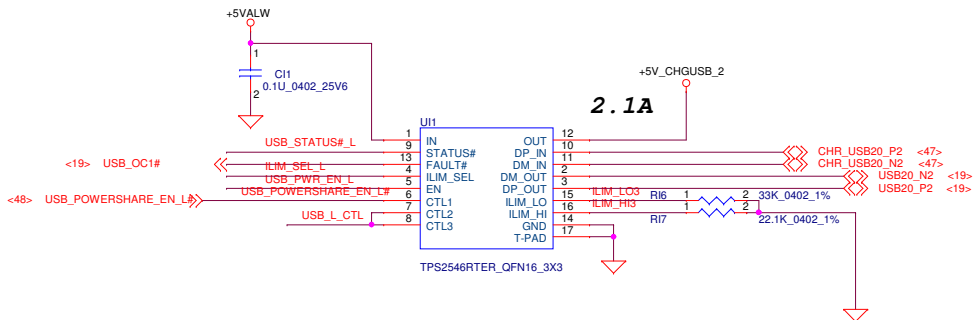 +5VALW
1
CI1
0.1U_0402_25V6
2
+5V_CHGUSB_2
2.1A
UI1
1 IN OUT 12
USB_STATUS#_L 9 STATUS# DP_IN 10 CHR_USB20_P2 <47>
<19> USB_OC1# 13 FAULT# DM_IN 11 CHR_USB20_N2 <47>
ILIM_SEL_L 4 ILIM_SEL DM_OUT 2 USB20_N2 <19>
USB_PWR_EN_L 5 EN DP_OUT 3 USB20_P2 <19>
<48> USB_POWERSHARE_EN_L# USB_POWERSHARE_EN_L# 6 CTL1 ILIM_LO 15 ILIM_LO3 RI6 1 2 33K_0402_1%
7 CTL2 ILIM_HI 16 ILIM_HI3 RI7 1 2 22.1K_0402_1%
USB_L_CTL 8 CTL3 GND 14
T-PAD 17
TPS2546RTER_QFN16_3X3